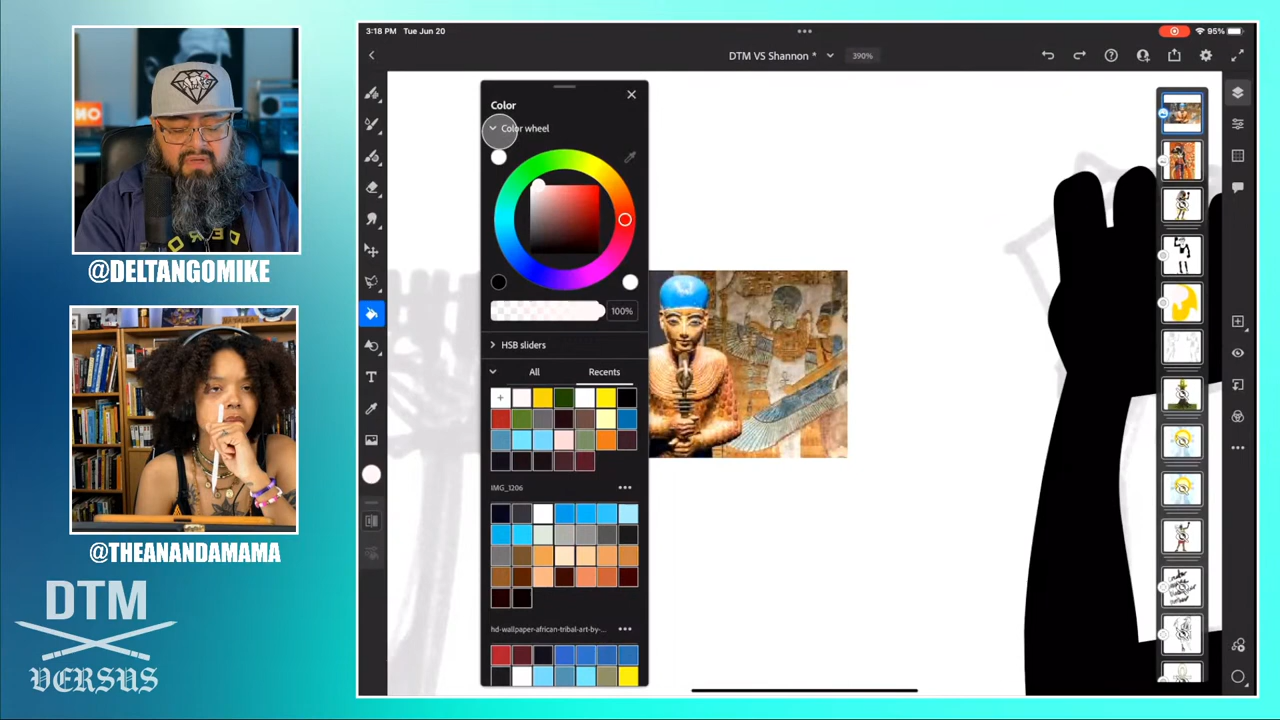 3:18 PM Tue Jun 20
95%
DTM VS Shannon *
390%
Color
Color wheel
100%
HSB sliders
All
Recents
IMG_1206
hd-wallpaper-african-tribal-art-by-...
@DELTANGOMIKE
@THEANANDAMAMA
DTM
VERSUS